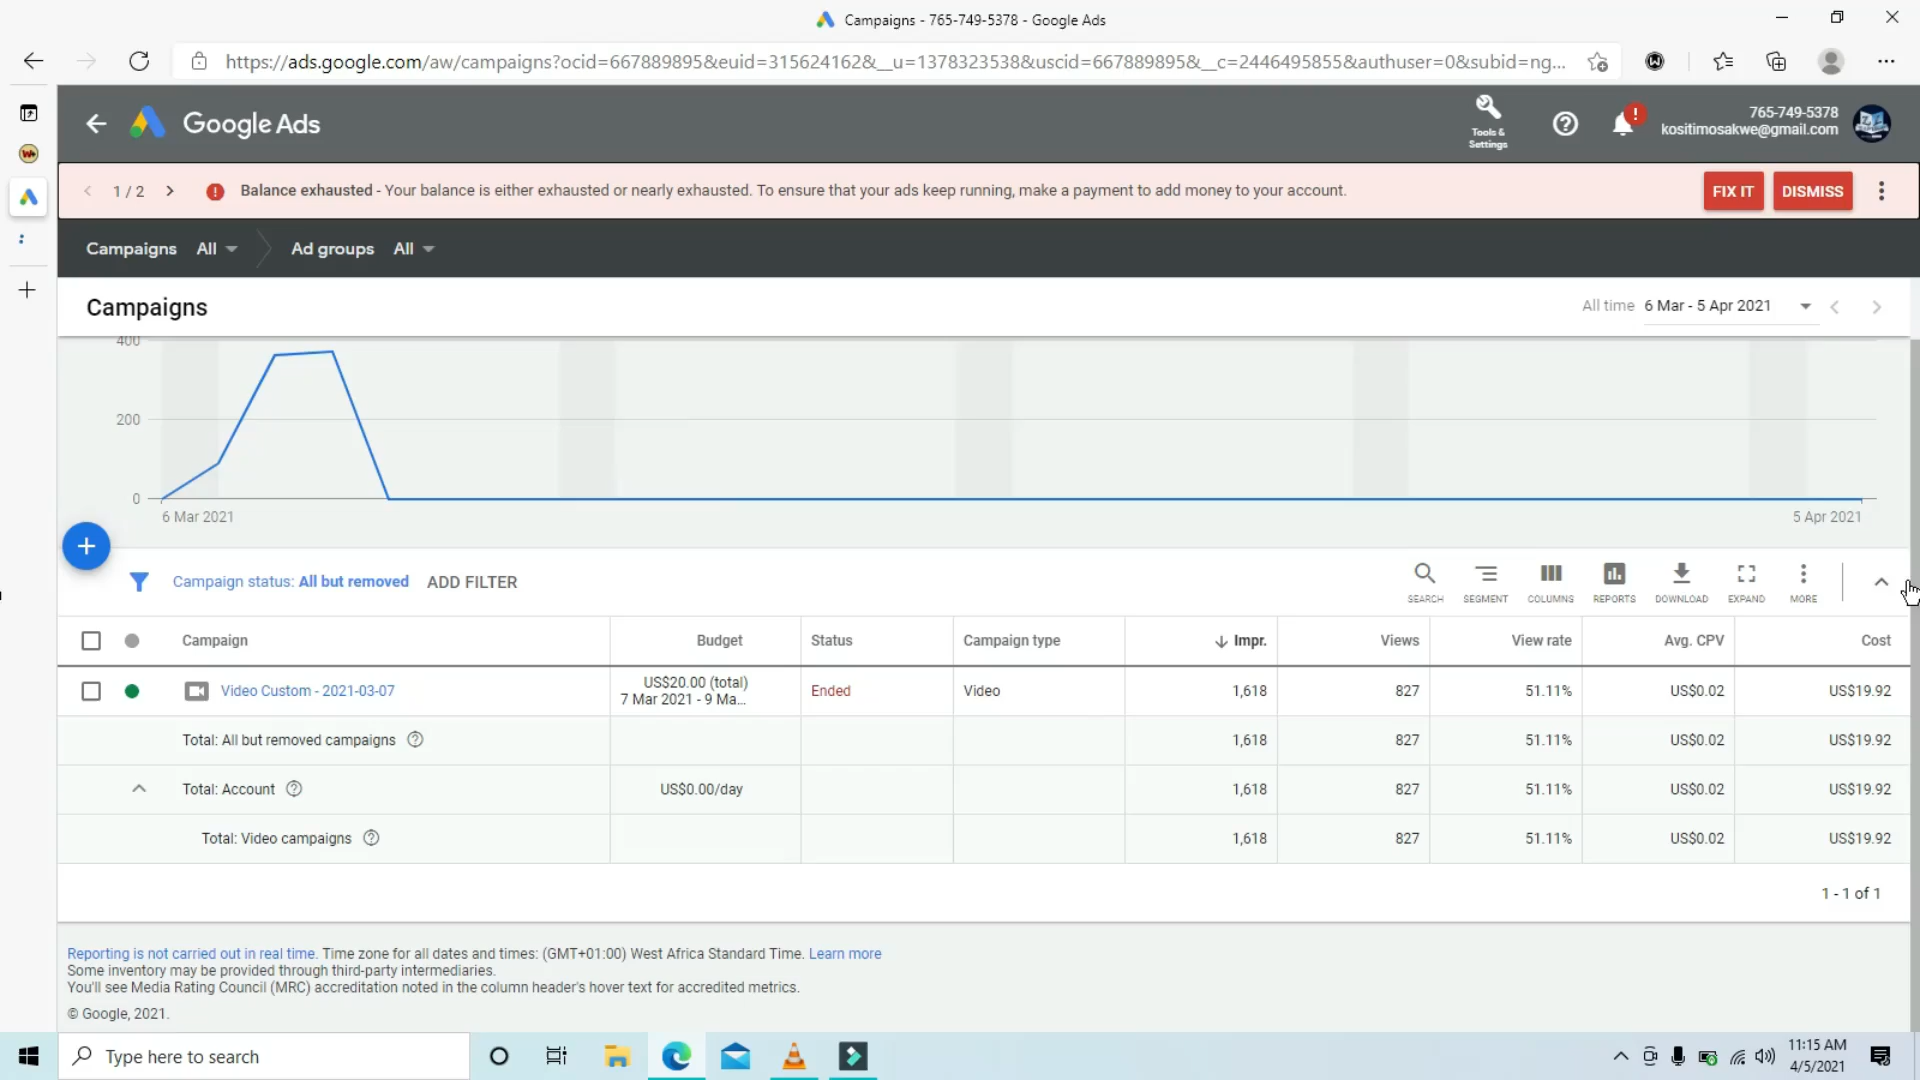 Campaigns - 765-749-5378 - Google Ads
https://ads.google.com/aw/campaigns?ocid=667889895&euid=315624162&__u=1378323538&uscid=667889895&__c=2446495855&authuser=0&subid=ng...
Google Ads
Tools &
Settings
765-749-5378
kositimosakwe@gmail.com
1 / 2
Balance exhausted - Your balance is either exhausted or nearly exhausted. To ensure that your ads keep running, make a payment to add money to your account.
FIX IT
DISMISS
Campaigns All
Ad groups All
Campaigns
All time 6 Mar - 5 Apr 2021
400
200
0
6 Mar 2021
5 Apr 2021
Campaign status: All but removed
ADD FILTER
SEARCH
SEGMENT
COLUMNS
REPORTS
DOWNLOAD
EXPAND
MORE
Campaign Budget Status Campaign type Impr. Views View rate Avg. CPV Cost
Video Custom - 2021-03-07 US$20.00 (total) Ended Video 1,618 827 51.11% US$0.02 US$19.92
7 Mar 2021 - 9 Ma...
Total: All but removed campaigns 1,618 827 51.11% US$0.02 US$19.92
Total: Account US$0.00/day 1,618 827 51.11% US$0.02 US$19.92
Total: Video campaigns 1,618 827 51.11% US$0.02 US$19.92
1 - 1 of 1
Reporting is not carried out in real time. Time zone for all dates and times: (GMT+01:00) West Africa Standard Time. Learn more
Some inventory may be provided through third-party intermediaries.
You'll see Media Rating Council (MRC) accreditation noted in the column header's hover text for accredited metrics.
© Google, 2021.
Type here to search
11:15 AM
4/5/2021